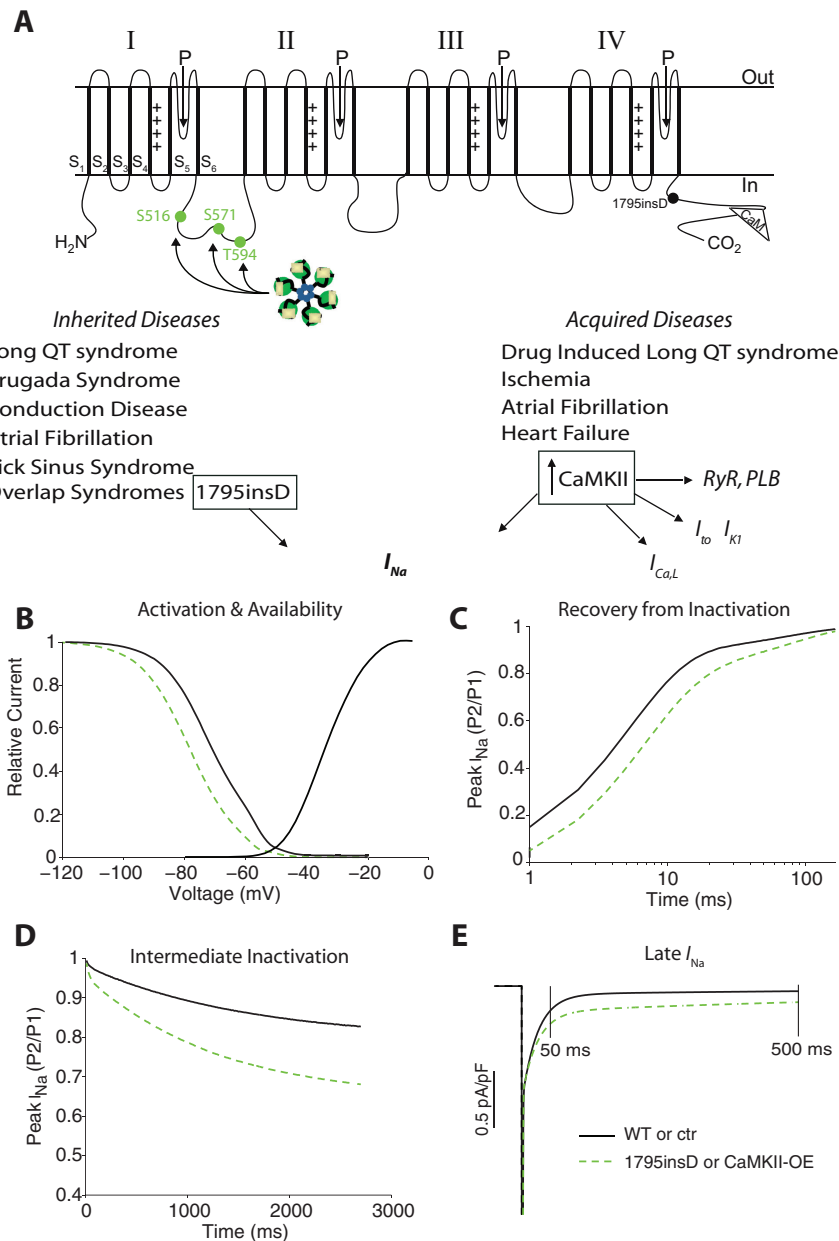 A
I II III IV
P P P P
Out
+ + + +
+ + + +
+ + + +
+ + + +
S1 S2 S3 S4 S5 S6
In
1795insD
CaM
S516
S571
T594
H2N
CO2
Inherited Diseases
ong QT syndrome
rugada Syndrome
onduction Disease
trial Fibrillation
ick Sinus Syndrome
verlap Syndromes 1795insD
Acquired Diseases
Drug Induced Long QT syndrome
Ischemia
Atrial Fibrillation
Heart Failure
CaMKII
RyR, PLB
Ito IK1
ICa,L
INa
B
Activation & Availability
Relative Current
1
0.8
0.6
0.4
0.2
0
−120 −100 −80 −60 −40 −20 0
Voltage (mV)
C
Recovery from Inactivation
Peak INa (P2/P1)
1
0.8
0.6
0.4
0.2
0
1 10 100
Time (ms)
D
Intermediate Inactivation
Peak INa (P2/P1)
1
0.9
0.8
0.7
0.6
0.5
0.4
0 1000 2000 3000
Time (ms)
E
Late INa
50 ms
500 ms
0.5 pA/pF
WT or ctr
1795insD or CaMKII-OE